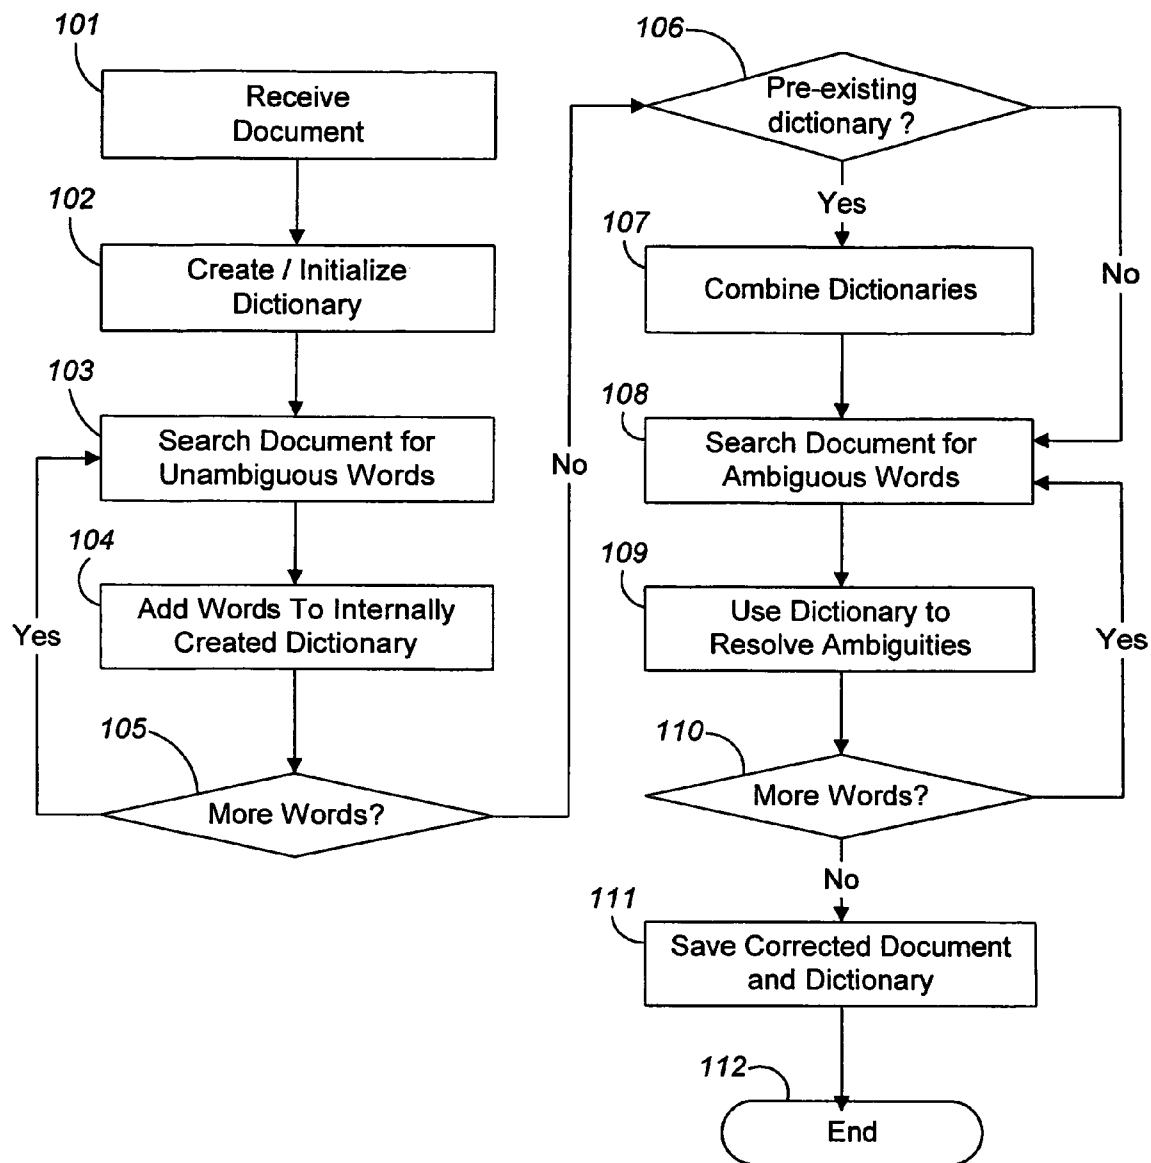 101
Receive
Document
102
Create / Initialize
Dictionary
103
Search Document for
Unambiguous Words
104
Add Words To Internally
Created Dictionary
Yes
105
More Words?
No
106
Pre-existing
dictionary ?
Yes
No
107
Combine Dictionaries
108
Search Document for
Ambiguous Words
109
Use Dictionary to
Resolve Ambiguities
Yes
110
More Words?
No
111
Save Corrected Document
and Dictionary
112
End